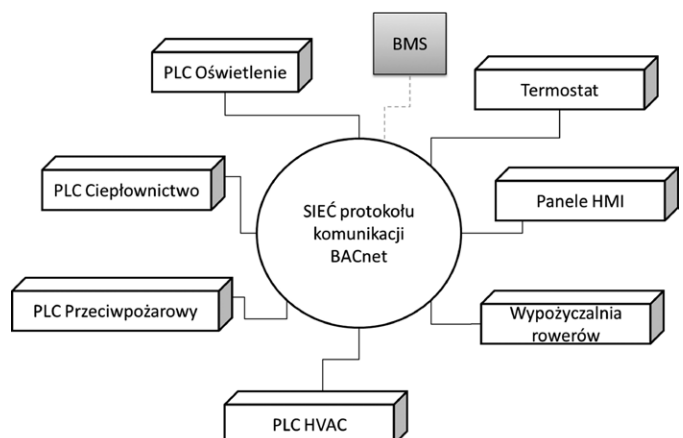 BMS
PLC Oświetlenie
Termostat
PLC Ciepłownictwo
SIEĆ protokołu
komunikacji
BACnet
Panele HMI
PLC Przeciwpożarowy
Wypożyczalnia
rowerów
PLC HVAC